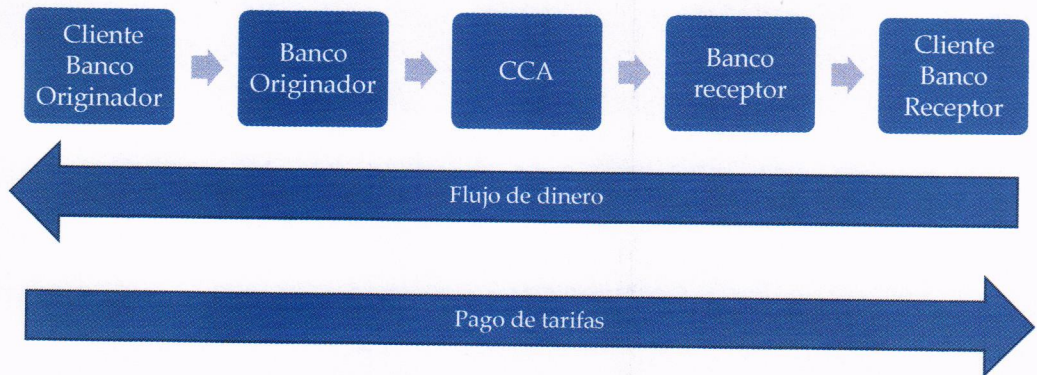 Cliente
Banco
Originador
Banco
Originador
CCA
Banco
receptor
Cliente
Banco
Receptor
Flujo de dinero
Pago de tarifas